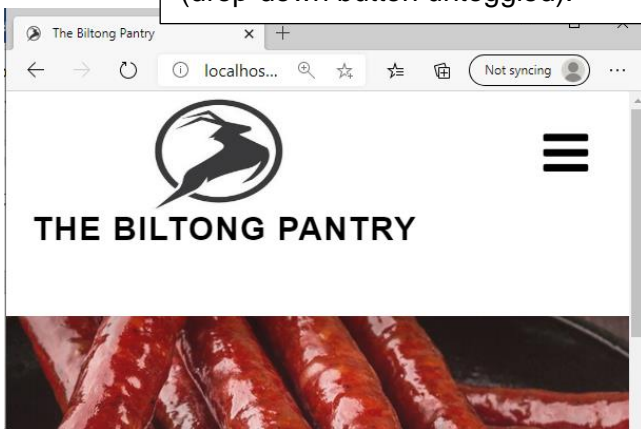 (drop-down button untoggled).
The Biltong Pantry
localhos...
Not syncing
THE BILTONG PANTRY